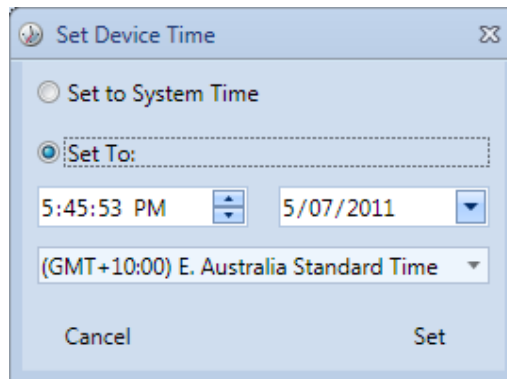 Set Device Time
Set to System Time
Set To:
5:45:53 PM 5/07/2011
(GMT+10:00) E. Australia Standard Time
Cancel Set